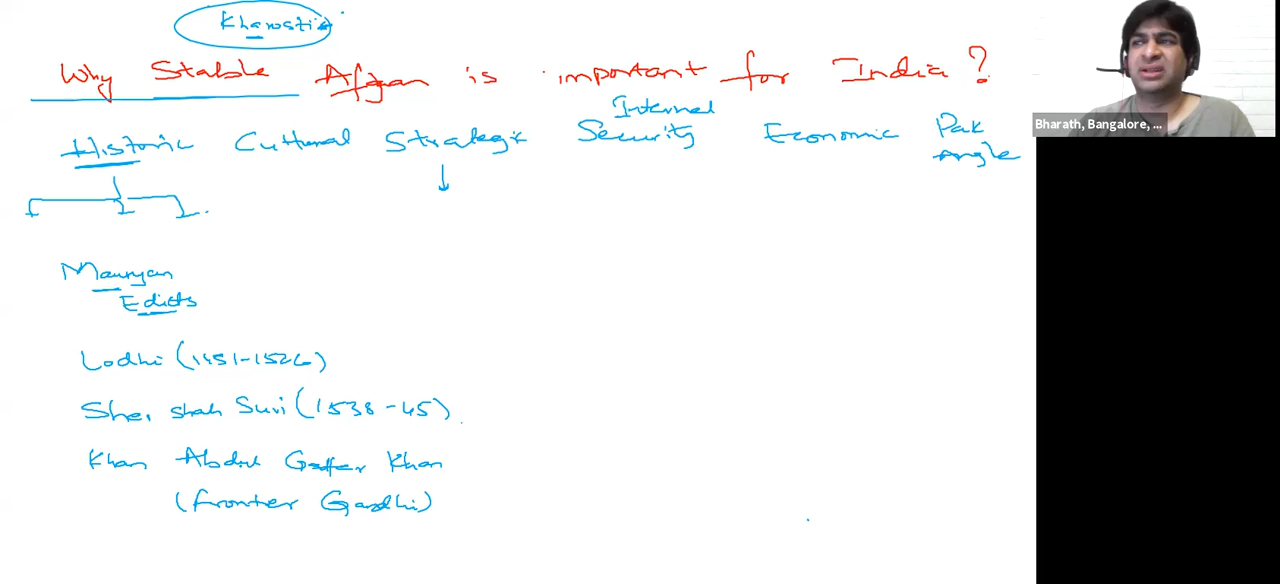 Kharosti
Why Stable Afgan is important for India?
Historic Cultural Strategic Internal Security Economic Pak Angle
Bharath, Bangalore, ...
Mauryan
Edicts
Lodhi (1451-1526)
Sher Shah Suri (1538-45)
Khan Abdul Gaffer Khan
(Frontier Gandhi)